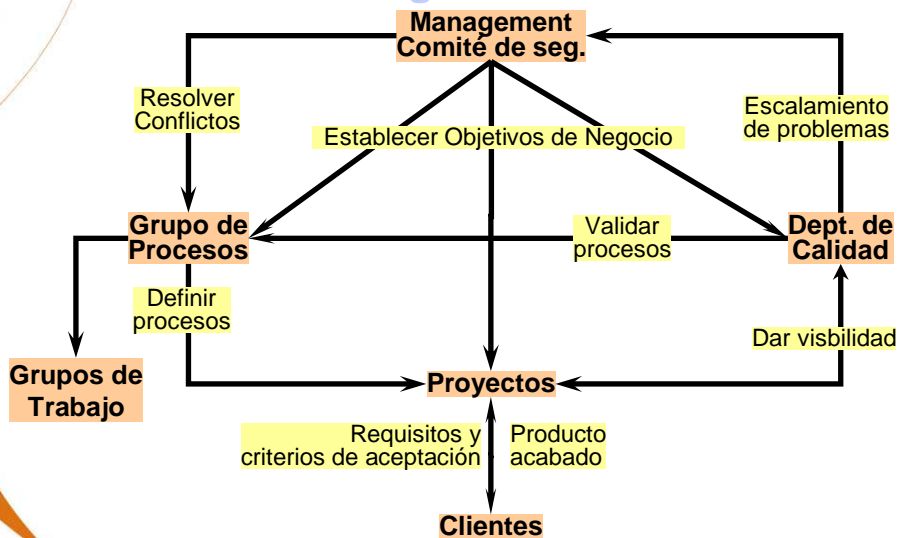 Management
Comité de seg.
Resolver
Conflictos
Escalamiento
de problemas
Establecer Objetivos de Negocio
Grupo de
Procesos
Validar
procesos
Dept. de
Calidad
Definir
procesos
Dar visbilidad
Grupos de
Trabajo
Proyectos
Requisitos y
criterios de aceptación
Producto
acabado
Clientes